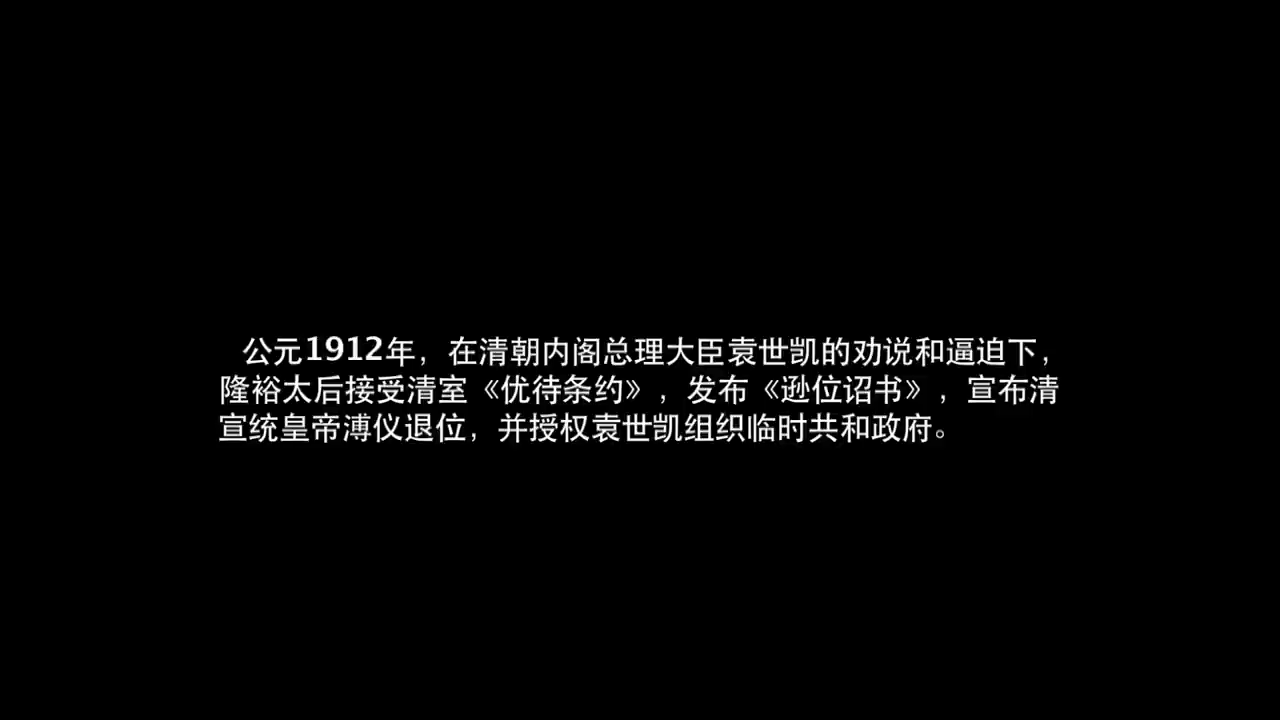 公元1912年，在清朝内阁总理大臣袁世凯的劝说和逼迫下，
隆裕太后接受清室《优待条约》，发布《逊位诏书》，宣布清
宣统皇帝溥仪退位，并授权袁世凯组织临时共和政府。